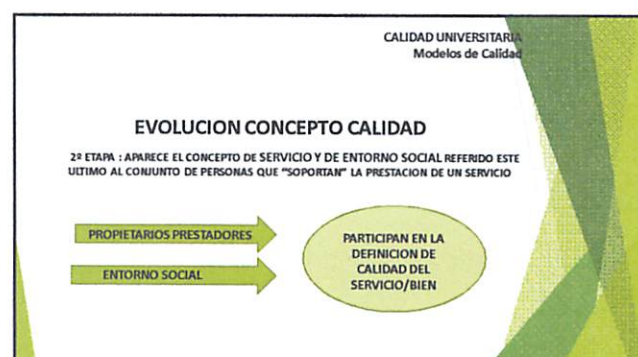 CALIDAD UNIVERSITARIA
Modelos de Calidad
EVOLUCION CONCEPTO CALIDAD
2ª ETAPA : APARECE EL CONCEPTO DE SERVICIO Y DE ENTORNO SOCIAL REFERIDO ESTE
ULTIMO AL CONJUNTO DE PERSONAS QUE "SOPORTAN" LA PRESTACION DE UN SERVICIO
PROPIETARIOS PRESTADORES
ENTORNO SOCIAL
PARTICIPAN EN LA
DEFINICION DE
CALIDAD DEL
SERVICIO/BIEN